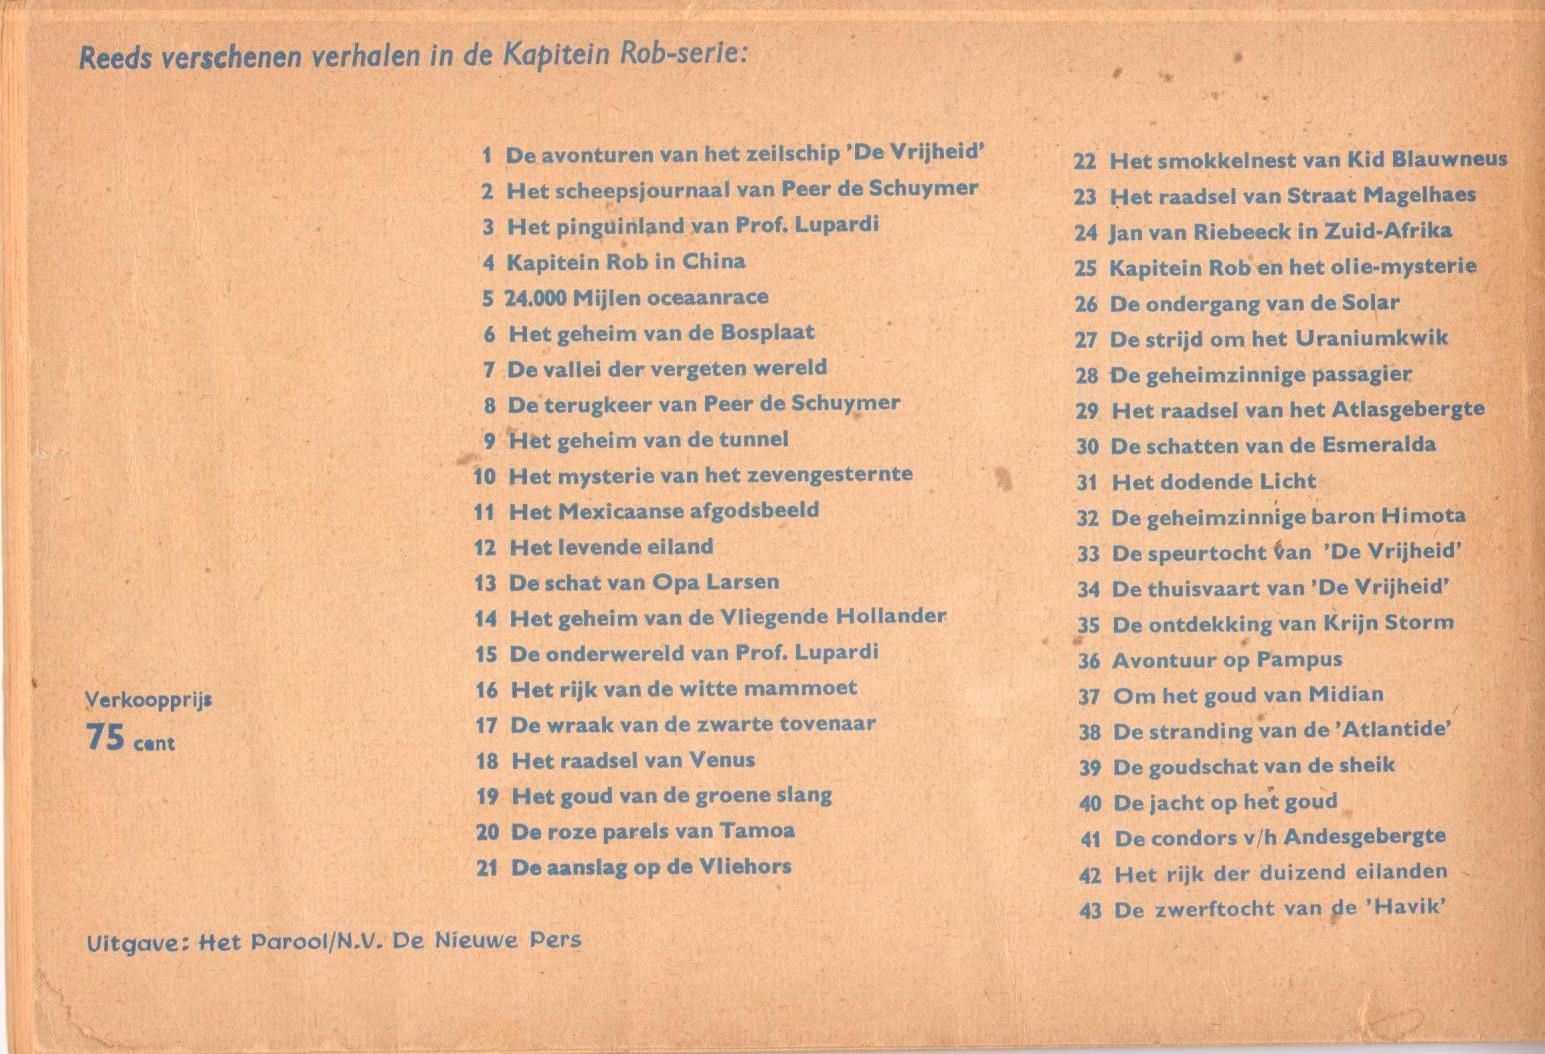 Reeds verschenen verhalen in de Kapitein Rob-serie:
1 De avonturen van het zeilschip 'De Vrijheid'
2 Het scheepsjournaal van Peer de Schuymer
3 Het pinguinland van Prof. Lupardi
4 Kapitein Rob in China
5 24.000 Mijlen oceaanrace
6 Het geheim van de Bosplaat
7 De vallei der vergeten wereld
8 De terugkeer van Peer de Schuymer
9 Het geheim van de tunnel
10 Het mysterie van het zevengesternte
11 Het Mexicaanse afgodsbeeld
12 Het levende eiland
13 De schat van Opa Larsen
14 Het geheim van de Vliegende Hollander
15 De onderwereld van Prof. Lupardi
16 Het rijk van de witte mammoet
17 De wraak van de zwarte tovenaar
18 Het raadsel van Venus
19 Het goud van de groene slang
20 De roze parels van Tamoa
21 De aanslag op de Vliehors
22 Het smokkelnest van Kid Blauwneus
23 Het raadsel van Straat Magelhaes
24 Jan van Riebeeck in Zuid-Afrika
25 Kapitein Rob en het olie-mysterie
26 De ondergang van de Solar
27 De strijd om het Uraniumkwik
28 De geheimzinnige passagier
29 Het raadsel van het Atlasgebergte
30 De schatten van de Esmeralda
31 Het dodende Licht
32 De geheimzinnige baron Himota
33 De speurtocht van 'De Vrijheid'
34 De thuisvaart van 'De Vrijheid'
35 De ontdekking van Krijn Storm
36 Avontuur op Pampus
37 Om het goud van Midian
38 De stranding van de 'Atlantide'
39 De goudschat van de sheik
40 De jacht op het goud
41 De condors v/h Andesgebergte
42 Het rijk der duizend eilanden
43 De zwerftocht van de 'Havik'
Verkoopprijs
75 cent
Uitgave: Het Parool/N.V. De Nieuwe Pers